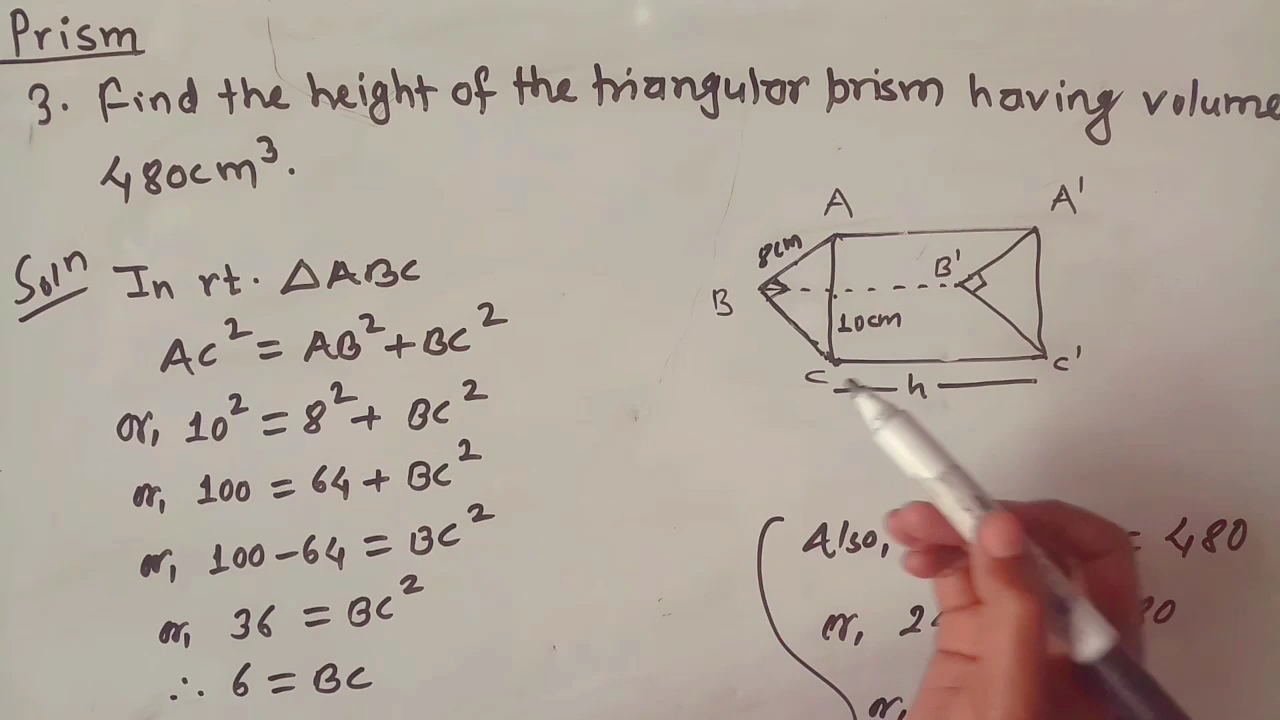 Prism
3. Find the height of the triangular prism having volume
480cm³.
Solⁿ In rt. △ABC
AC² = AB² + BC²
or, 10² = 8² + BC²
or, 100 = 64 + BC²
or, 100 - 64 = BC²
or, 36 = BC²
∴ 6 = BC
A A'
8cm
B B'
10cm
C C'
h
Also, = 480
or,
or,